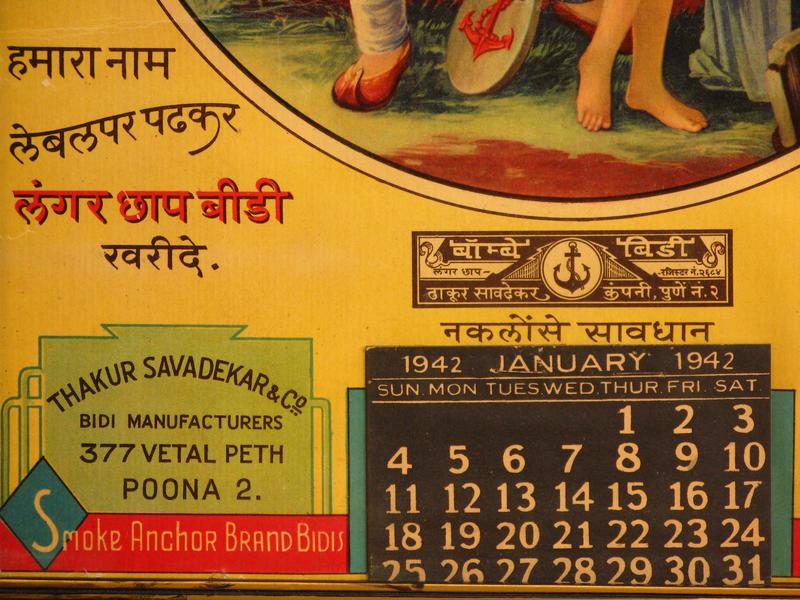 हमारा नाम
लेबलपर पढकर
लंगर छाप बीडी
खरीदे.
बॉम्बे बिडी
लंगर छाप~ रजिस्टर नं.२६८४
ठाकूर सावदेकर कंपनी, पुणें नं.२
नकलोंसे सावधान
THAKUR SAVADEKAR & Co
BIDI MANUFACTURERS
377 VETAL PETH
POONA 2.
Smoke Anchor Brand Bidis
1942 JANUARY 1942
SUN. MON TUES. WED. THUR. FRI. SAT.
1 2 3
4 5 6 7 8 9 10
11 12 13 14 15 16 17
18 19 20 21 22 23 24
25 26 27 28 29 30 31